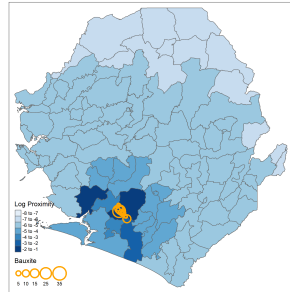 Log Proximity
-8 to -7
-7 to -6
-6 to -5
-5 to -4
-4 to -3
-3 to -2
-2 to -1
Bauxite
5 10 15 25 35